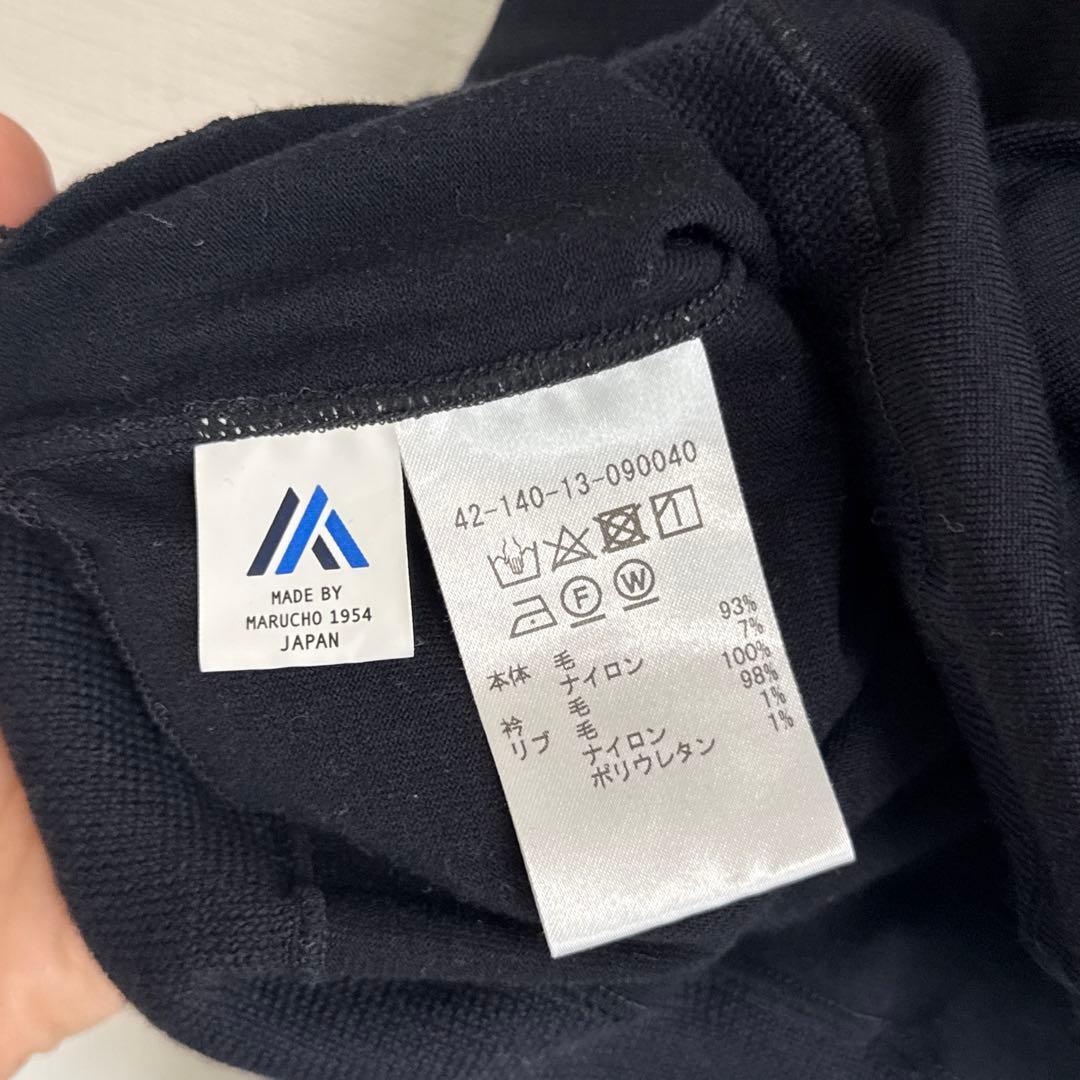 MADE BY
MARUCHO 1954
JAPAN
42-140-13-090040
F W
本体 毛 93%
ナイロン 7%
衿 毛 100%
リブ 毛 98%
ナイロン 1%
ポリウレタン 1%